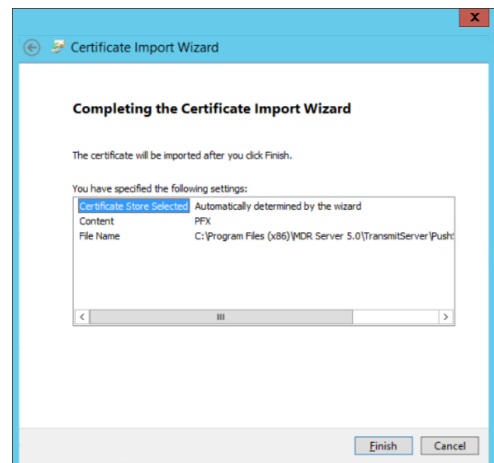 x
Certificate Import Wizard
Completing the Certificate Import Wizard
The certificate will be imported after you click Finish.
You have specified the following settings:
Certificate Store Selected Automatically determined by the wizard
Content PFX
File Name C:\Program Files (x86)\MDR Server 5.0\TransmitServer\Push
Finish Cancel